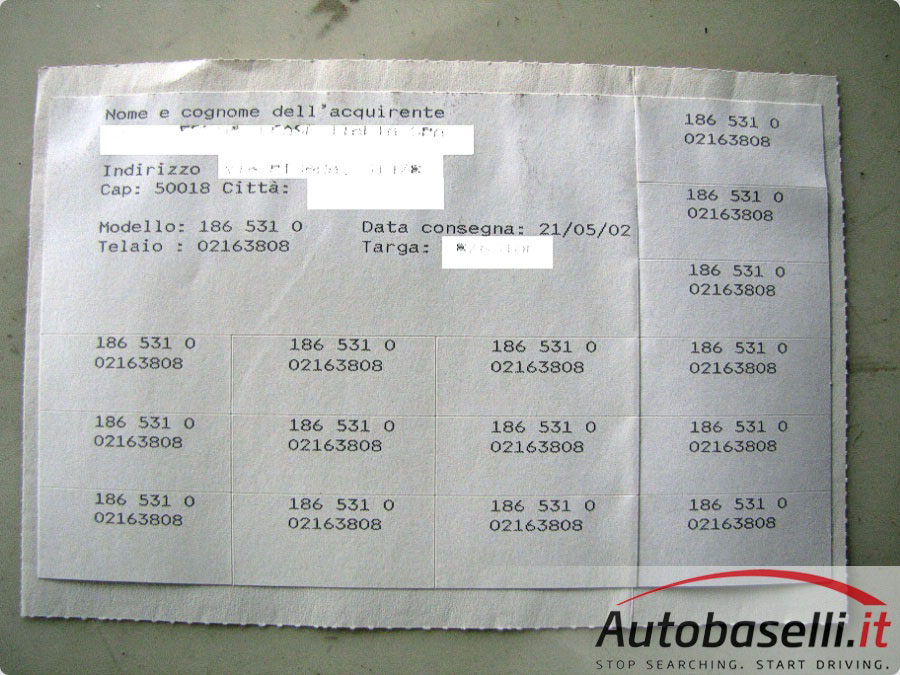 Nome e cognome dell'acquirente
Indirizzo
Cap: 50018 Città:
Modello: 186 531 0
Data consegna: 21/05/02
Telaio : 02163808
Targa:
186 531 0
02163808
186 531 0
02163808
186 531 0
02163808
186 531 0
02163808
186 531 0
02163808
186 531 0
02163808
186 531 0
02163808
186 531 0
02163808
186 531 0
02163808
186 531 0
02163808
186 531 0
02163808
186 531 0
02163808
186 531 0
02163808
186 531 0
02163808
186 531 0
02163808
Autobaselli.it
STOP SEARCHING. START DRIVING.